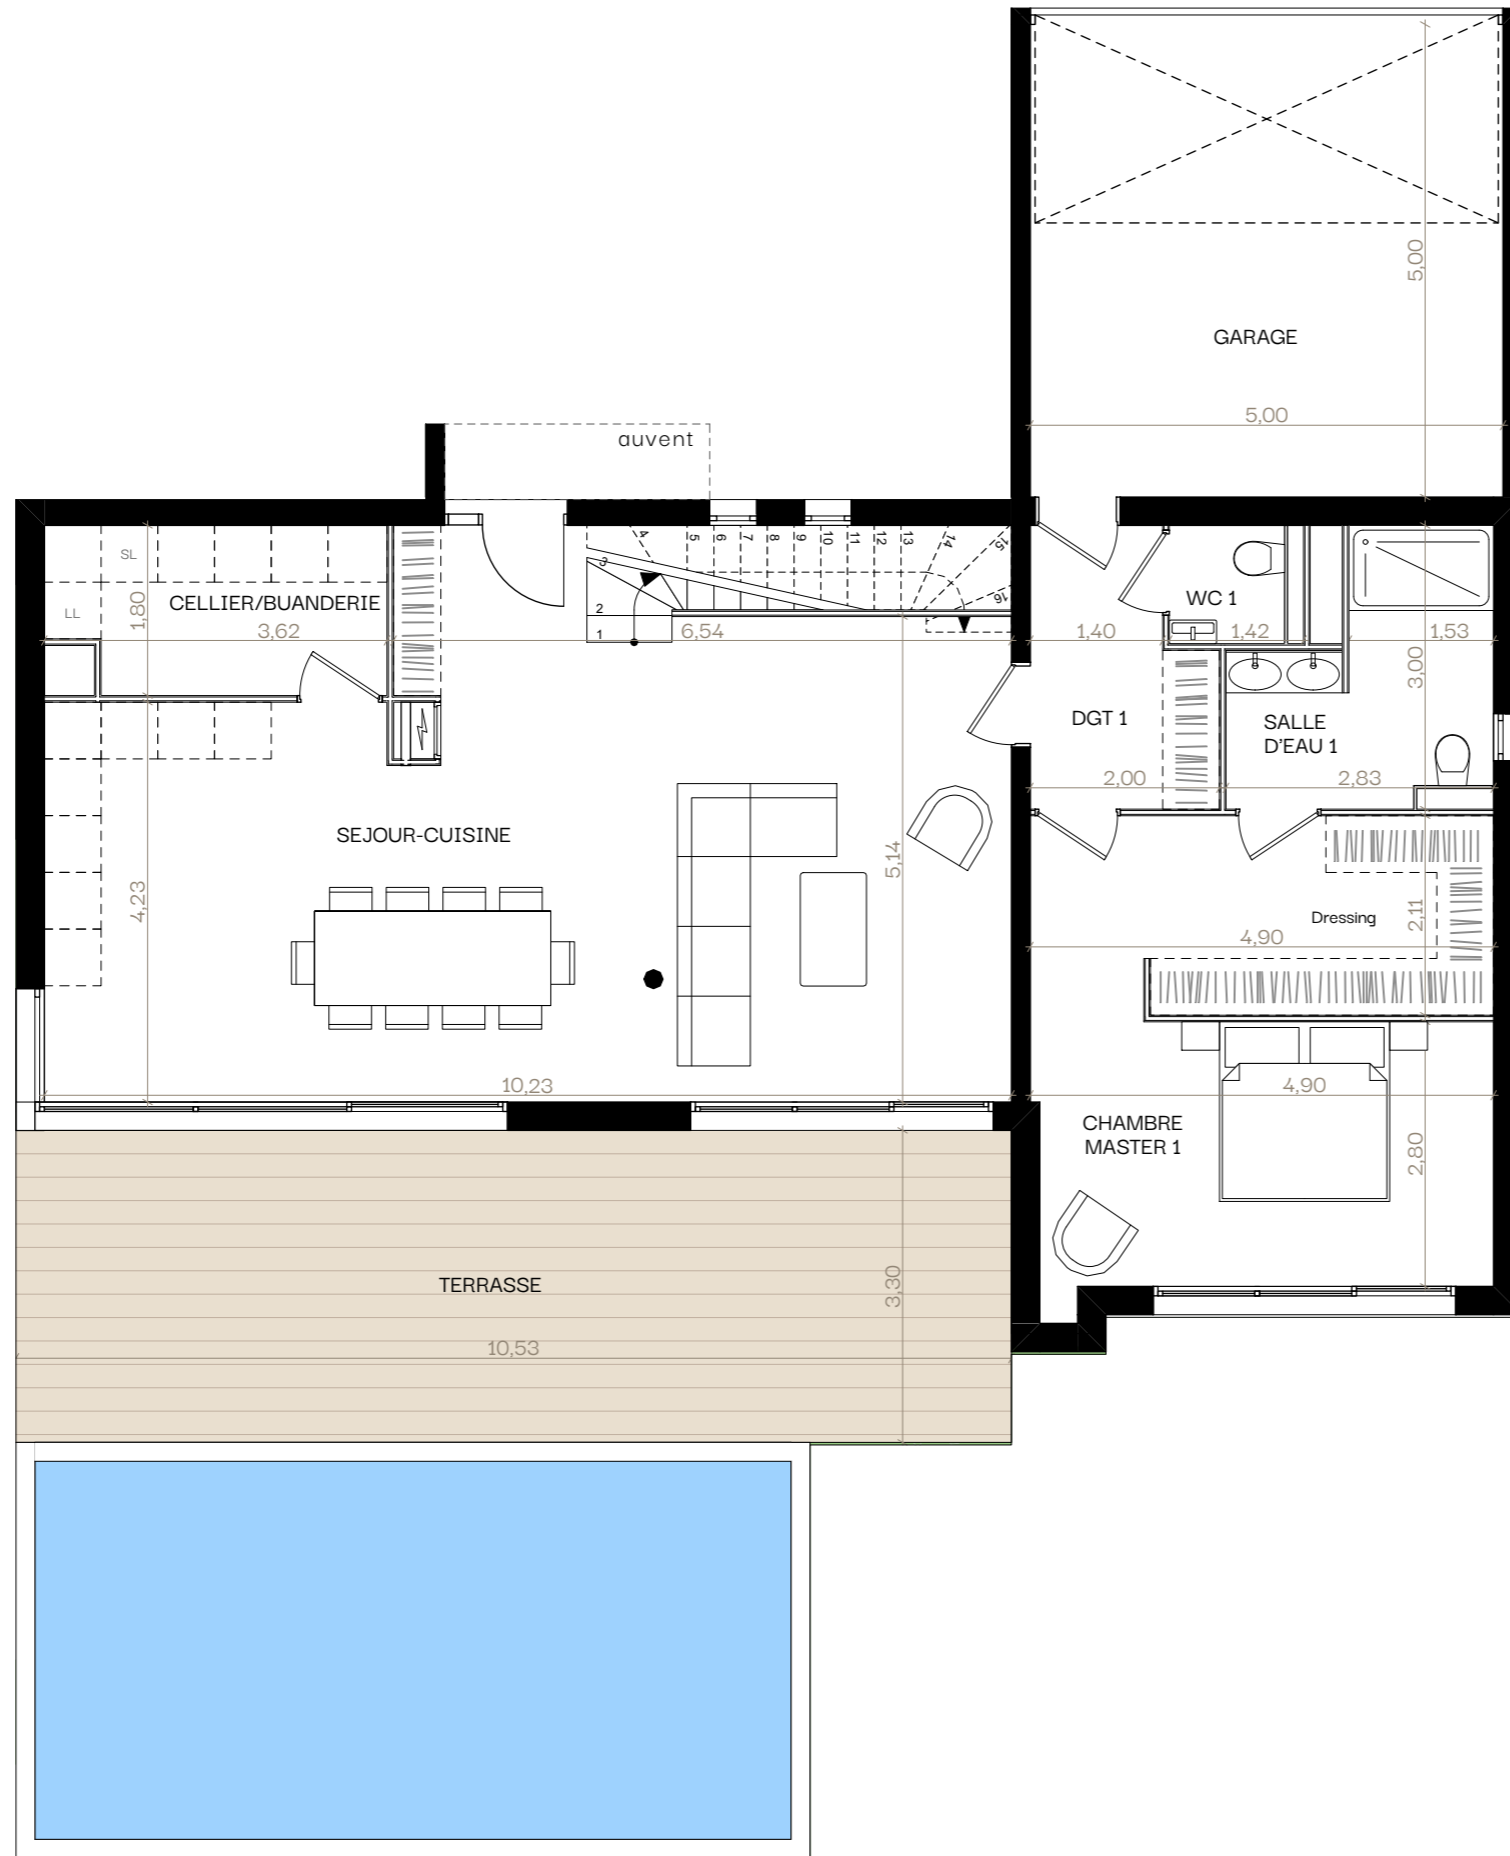 5,00
GARAGE
5,00
auvent
SL
LL
1,80
CELLIER/BUANDERIE
3,62
1
2
3
4
5
6
7
8
9
10
11
12
13
14
15
16
6,54
1,40
WC 1
1,42
1,53
3,00
DGT 1
SALLE
D'EAU 1
2,00
2,83
SEJOUR-CUISINE
4,23
5,14
Dressing
2,11
4,90
10,23
4,90
CHAMBRE
MASTER 1
2,80
TERRASSE
3,30
10,53